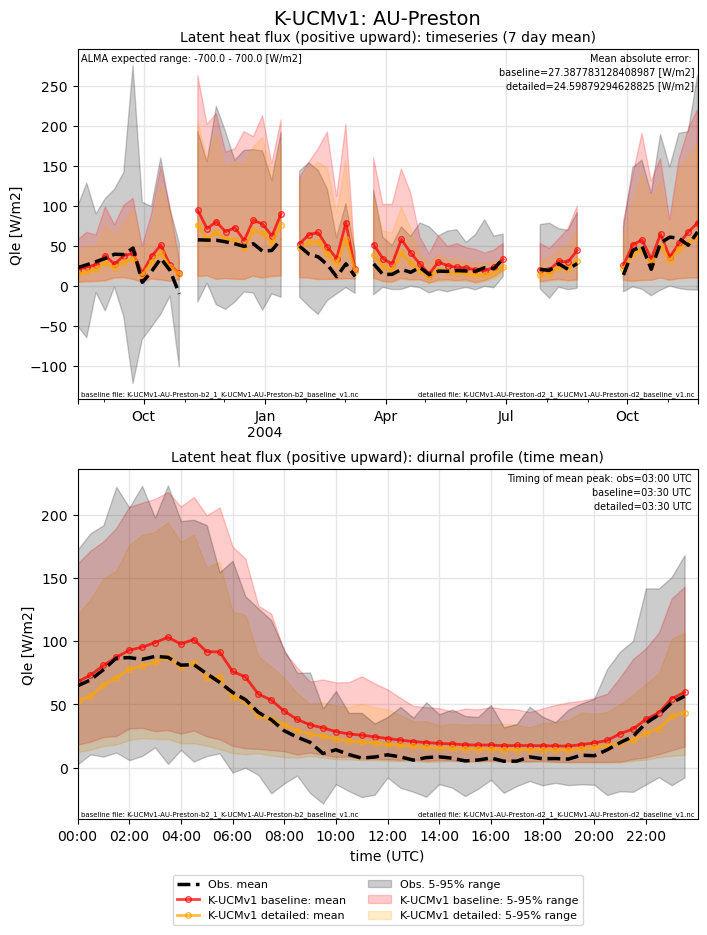 K-UCMv1: AU-Preston
Latent heat flux (positive upward): timeseries (7 day mean)
ALMA expected range: -700.0 - 700.0 [W/m2]
Mean absolute error:
baseline=27.387783128408987 [W/m2]
detailed=24.59879294628825 [W/m2]
Qle [W/m2]
250
200
150
100
50
0
−50
−100
baseline file: K-UCMv1-AU-Preston-b2_1_K-UCMv1-AU-Preston-b2_baseline_v1.nc
detailed file: K-UCMv1-AU-Preston-d2_1_K-UCMv1-AU-Preston-d2_baseline_v1.nc
Oct Jan Apr Jul Oct
2004
Latent heat flux (positive upward): diurnal profile (time mean)
Timing of mean peak: obs=03:00 UTC
baseline=03:30 UTC
detailed=03:30 UTC
Qle [W/m2]
200
150
100
50
0
baseline file: K-UCMv1-AU-Preston-b2_1_K-UCMv1-AU-Preston-b2_baseline_v1.nc
detailed file: K-UCMv1-AU-Preston-d2_1_K-UCMv1-AU-Preston-d2_baseline_v1.nc
00:00 02:00 04:00 06:00 08:00 10:00 12:00 14:00 16:00 18:00 20:00 22:00
time (UTC)
Obs. mean
K-UCMv1 baseline: mean
K-UCMv1 detailed: mean
Obs. 5-95% range
K-UCMv1 baseline: 5-95% range
K-UCMv1 detailed: 5-95% range